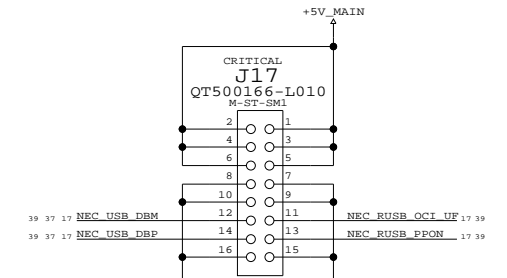 +5V_MAIN
CRITICAL
J17
QT500166-L010
M-ST-SM1
2 1
4 3
6 5
8 7
10 9
39 37 17 NEC_USB_DBM 12 11 NEC_RUSB_OCI_UF 17 39
39 37 17 NEC_USB_DBP 14 13 NEC_RUSB_PPON 17 39
16 15